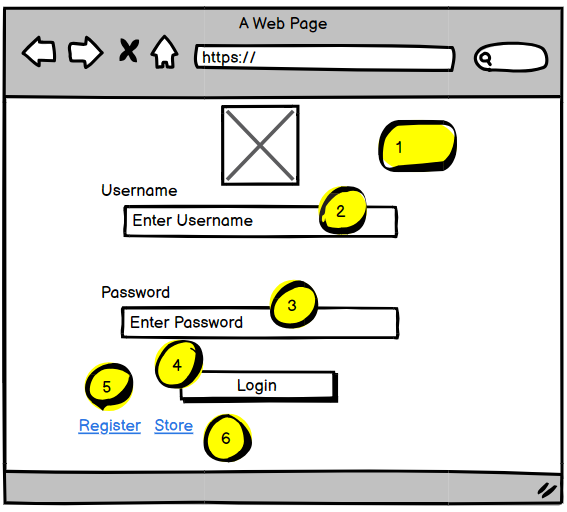 A Web Page
https://
1
Username
2
Enter Username
Password
3
Enter Password
4
5
Login
Register Store
6